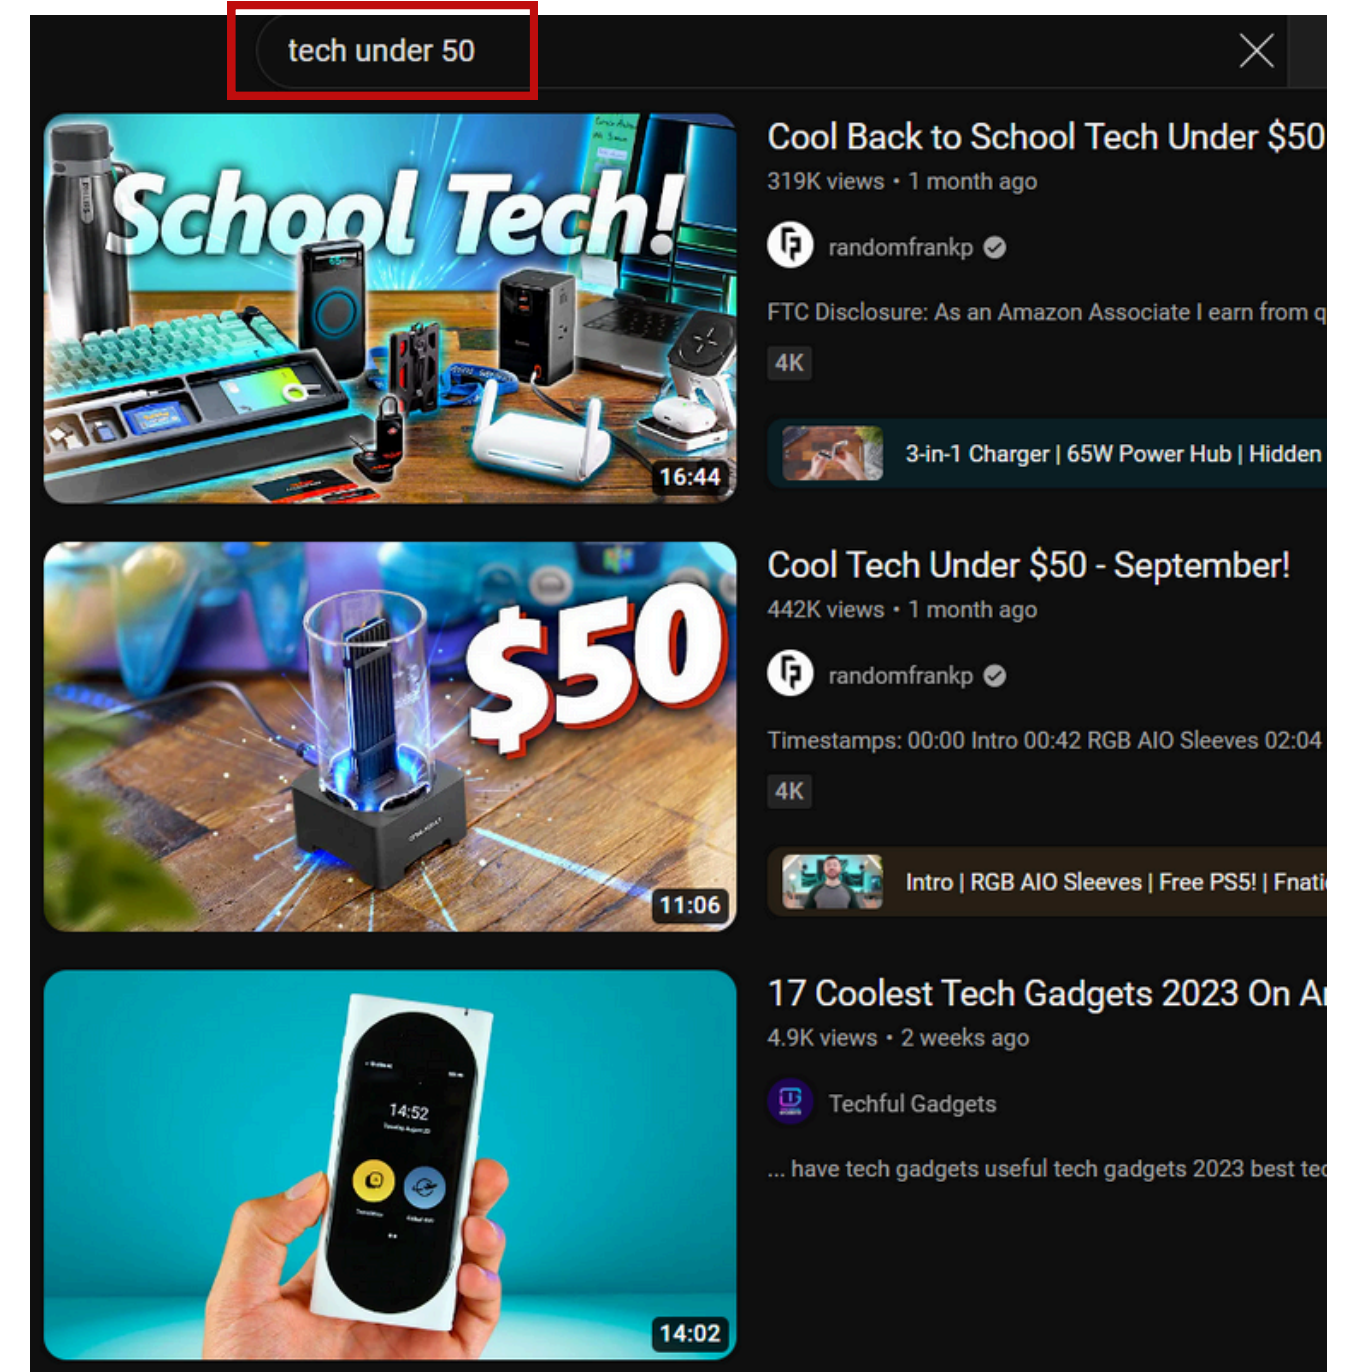 tech under 50
School Tech!
16:44
Cool Back to School Tech Under $50
319K views • 1 month ago
randomfrankp
FTC Disclosure: As an Amazon Associate I earn from q
4K
3-in-1 Charger | 65W Power Hub | Hidden
$50
11:06
Cool Tech Under $50 - September!
442K views • 1 month ago
randomfrankp
Timestamps: 00:00 Intro 00:42 RGB AIO Sleeves 02:04
4K
Intro | RGB AIO Sleeves | Free PS5! | Fnati
14:52
14:02
17 Coolest Tech Gadgets 2023 On A
4.9K views • 2 weeks ago
Techful Gadgets
... have tech gadgets useful tech gadgets 2023 best tec